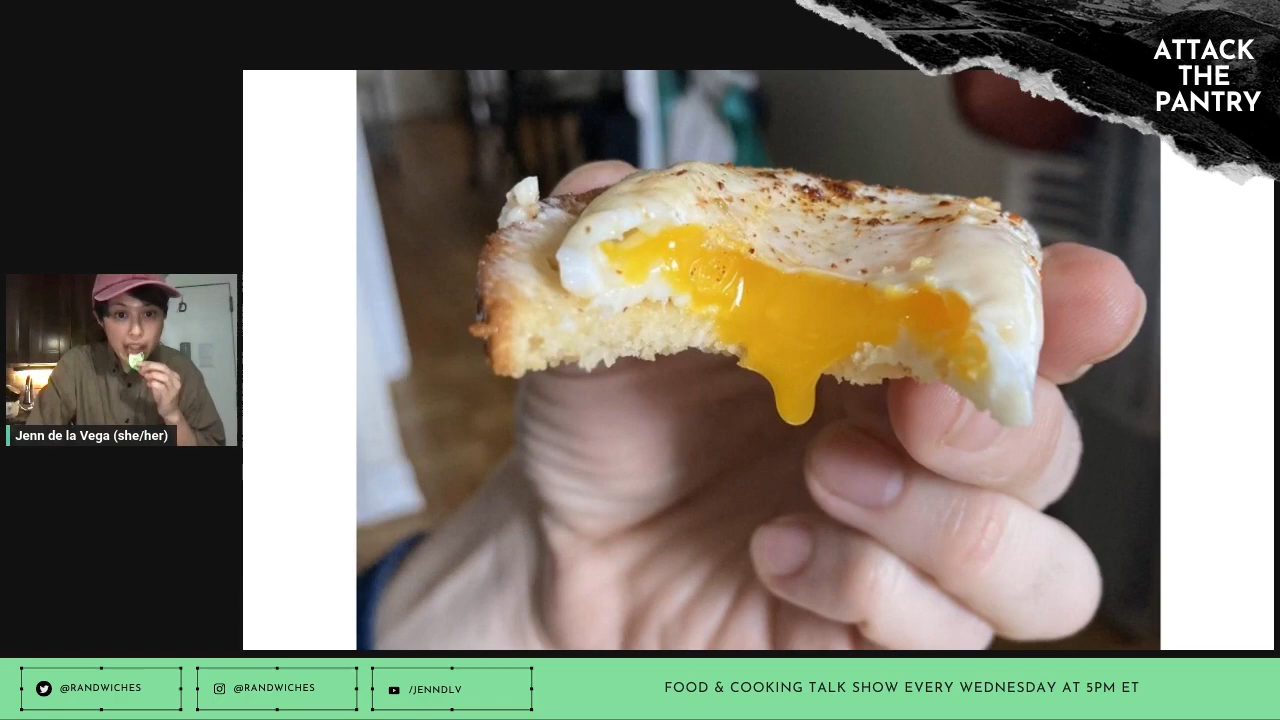 ATTACK
THE
PANTRY
Jenn de la Vega (she/her)
@RANDWICHES
@RANDWICHES
/JENNDLV
FOOD & COOKING TALK SHOW EVERY WEDNESDAY AT 5PM ET